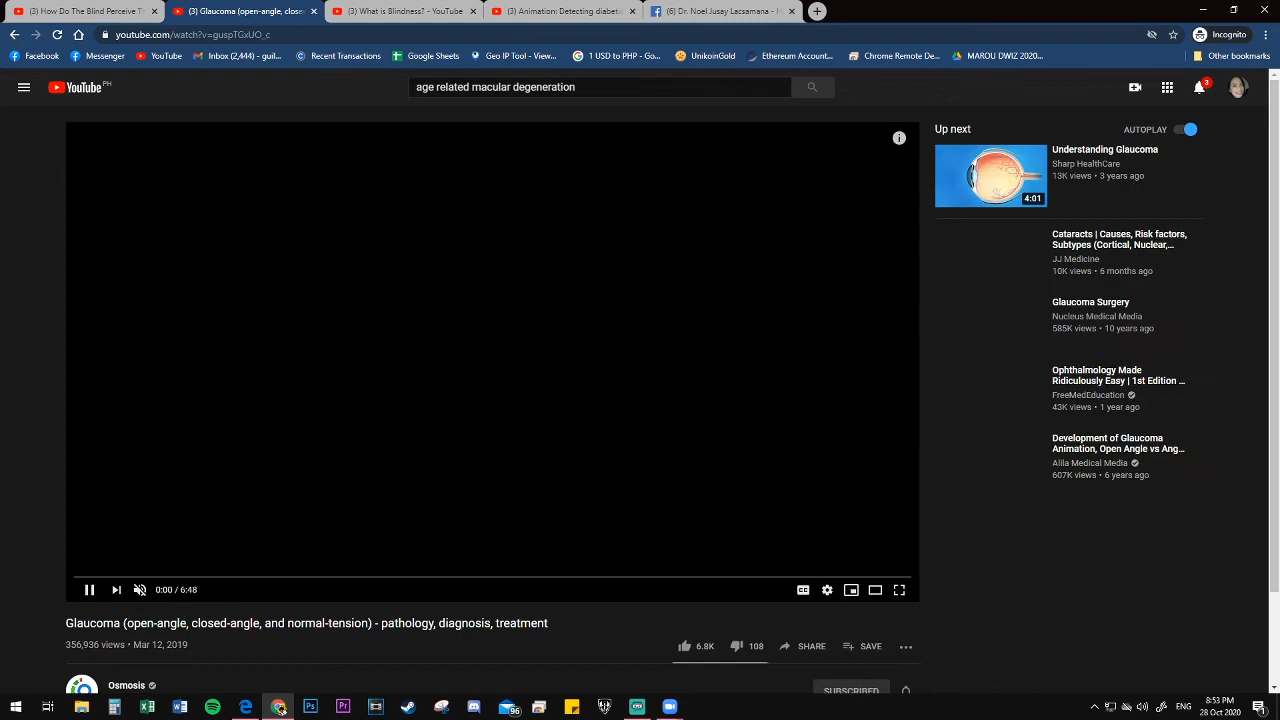 (3) How Do The Blind Perceive T
(3) Glaucoma (open-angle, close
(3) What is Blindness? - YouTube
(3) Animation: Detecting diabetic
(6) Dr. Noel Jusay Lacsamana - H
youtube.com/watch?v=guspTGxUO_c
Incognito
Facebook
Messenger
YouTube
Inbox (2,444) - guil...
Recent Transactions
Google Sheets
Geo IP Tool - View...
1 USD to PHP - Go...
UnikoinGold
Ethereum Account...
Chrome Remote De...
MAROU DWIZ 2020...
Other bookmarks
YouTube PH
age related macular degeneration
3
Up next
AUTOPLAY
Understanding Glaucoma
Sharp HealthCare
13K views • 3 years ago
4:01
Cataracts | Causes, Risk factors,
Subtypes (Cortical, Nuclear,...
JJ Medicine
10K views • 6 months ago
Glaucoma Surgery
Nucleus Medical Media
585K views • 10 years ago
Ophthalmology Made
Ridiculously Easy | 1st Edition ...
FreeMedEducation
43K views • 1 year ago
Development of Glaucoma
Animation, Open Angle vs Ang...
Alila Medical Media
607K views • 6 years ago
0:00 / 6:48
CC
Glaucoma (open-angle, closed-angle, and normal-tension) - pathology, diagnosis, treatment
356,936 views • Mar 12, 2019
6.8K
108
SHARE
SAVE
Osmosis
SUBSCRIBED
Ps
Pr
96
ENG
8:53 PM
28 Oct 2020